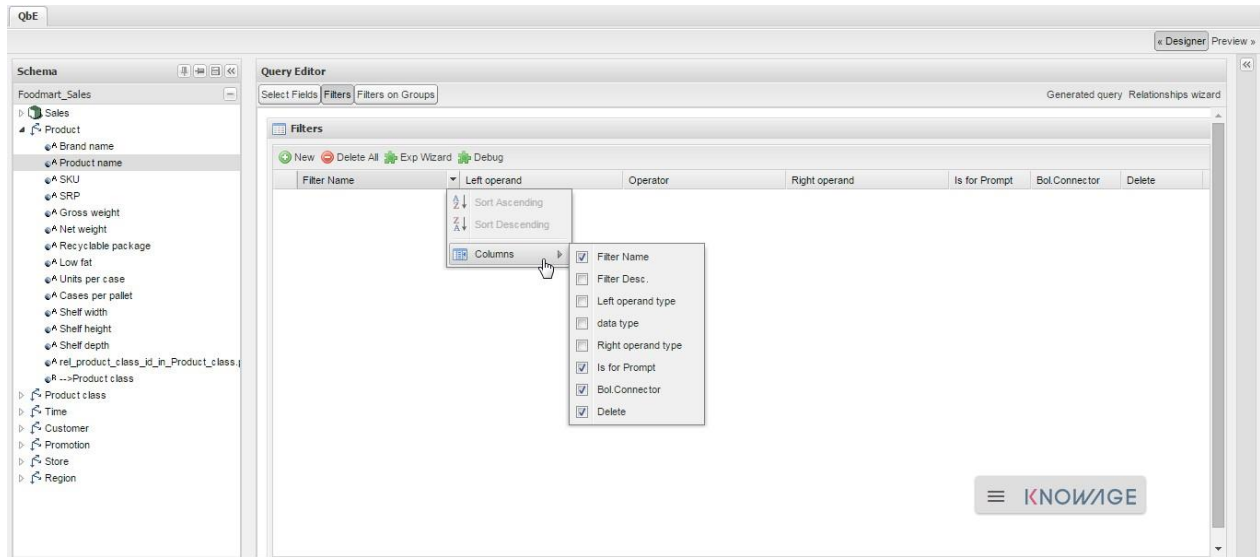 QbE
« Designer Preview »
Schema
Query Editor
Foodmart_Sales
Select Fields Filters Filters on Groups
Generated query Relationships wizard
Sales
Product
Brand name
Product name
SKU
SRP
Gross weight
Net weight
Recyclable package
Low fat
Units per case
Cases per pallet
Shelf width
Shelf height
Shelf depth
rel_product_class_id_in_Product_class.
-->Product class
Product class
Time
Customer
Promotion
Store
Region
Filters
New Delete All Exp Wizard Debug
Filter Name Left operand Operator Right operand Is for Prompt Bol.Connector Delete
Sort Ascending
Sort Descending
Columns
Filter Name
Filter Desc.
Left operand type
data type
Right operand type
Is for Prompt
Bol.Connector
Delete
KNOWAGE